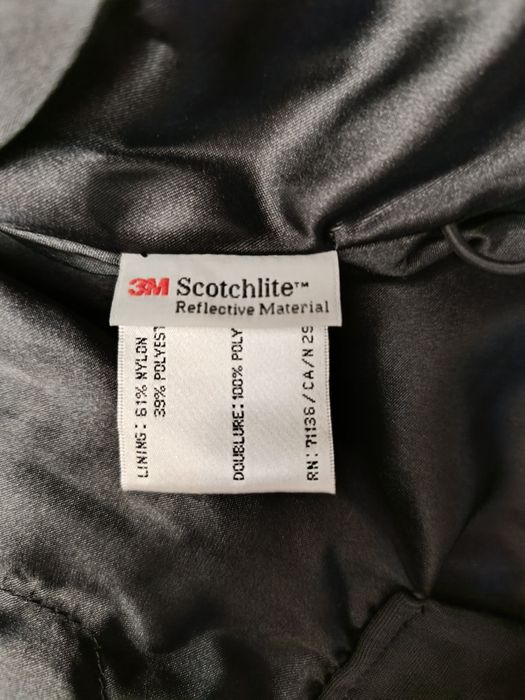 3M Scotchlite™
Reflective Material
LINING: 61% NYLON
39% POLYEST
DOUBLURE: 100% POLY
RN: 71136 / CA/N 29